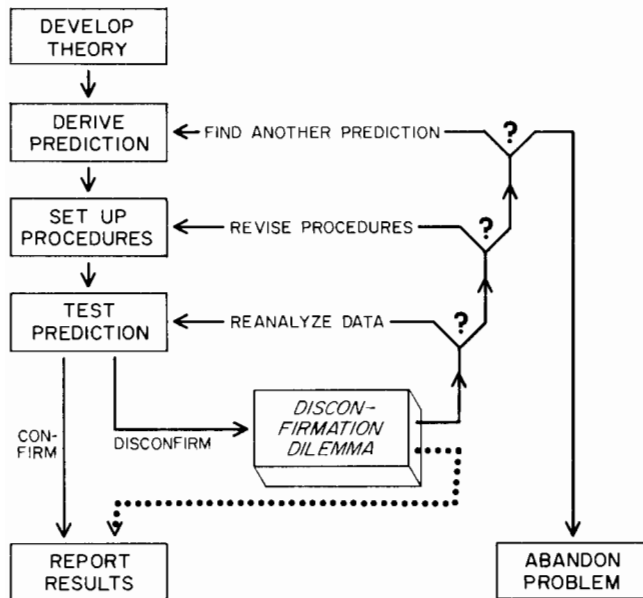 DEVELOP
THEORY
DERIVE
PREDICTION
FIND ANOTHER PREDICTION
?
SET UP
PROCEDURES
REVISE PROCEDURES
?
TEST
PREDICTION
REANALYZE DATA
?
CON-
FIRM
DISCONFIRM
DISCON-
FIRMATION
DILEMMA
REPORT
RESULTS
ABANDON
PROBLEM